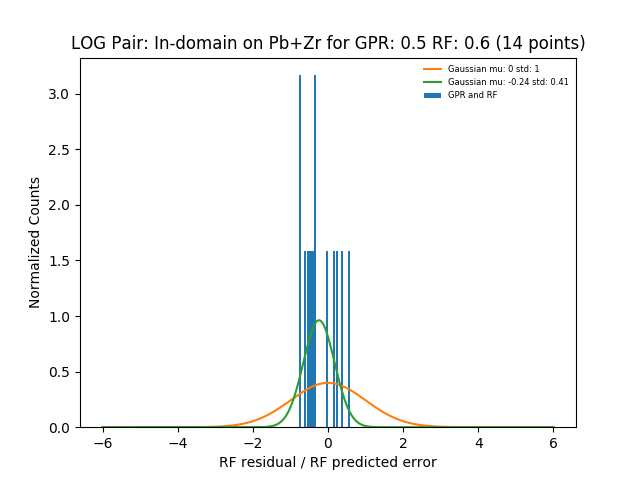 LOG Pair: In-domain on Pb+Zr for GPR: 0.5 RF: 0.6 (14 points)
Gaussian mu: 0 std: 1
Gaussian mu: -0.24 std: 0.41
GPR and RF
Normalized Counts
3.0
2.5
2.0
1.5
1.0
0.5
0.0
−6
−4
−2
0
2
4
6
RF residual / RF predicted error